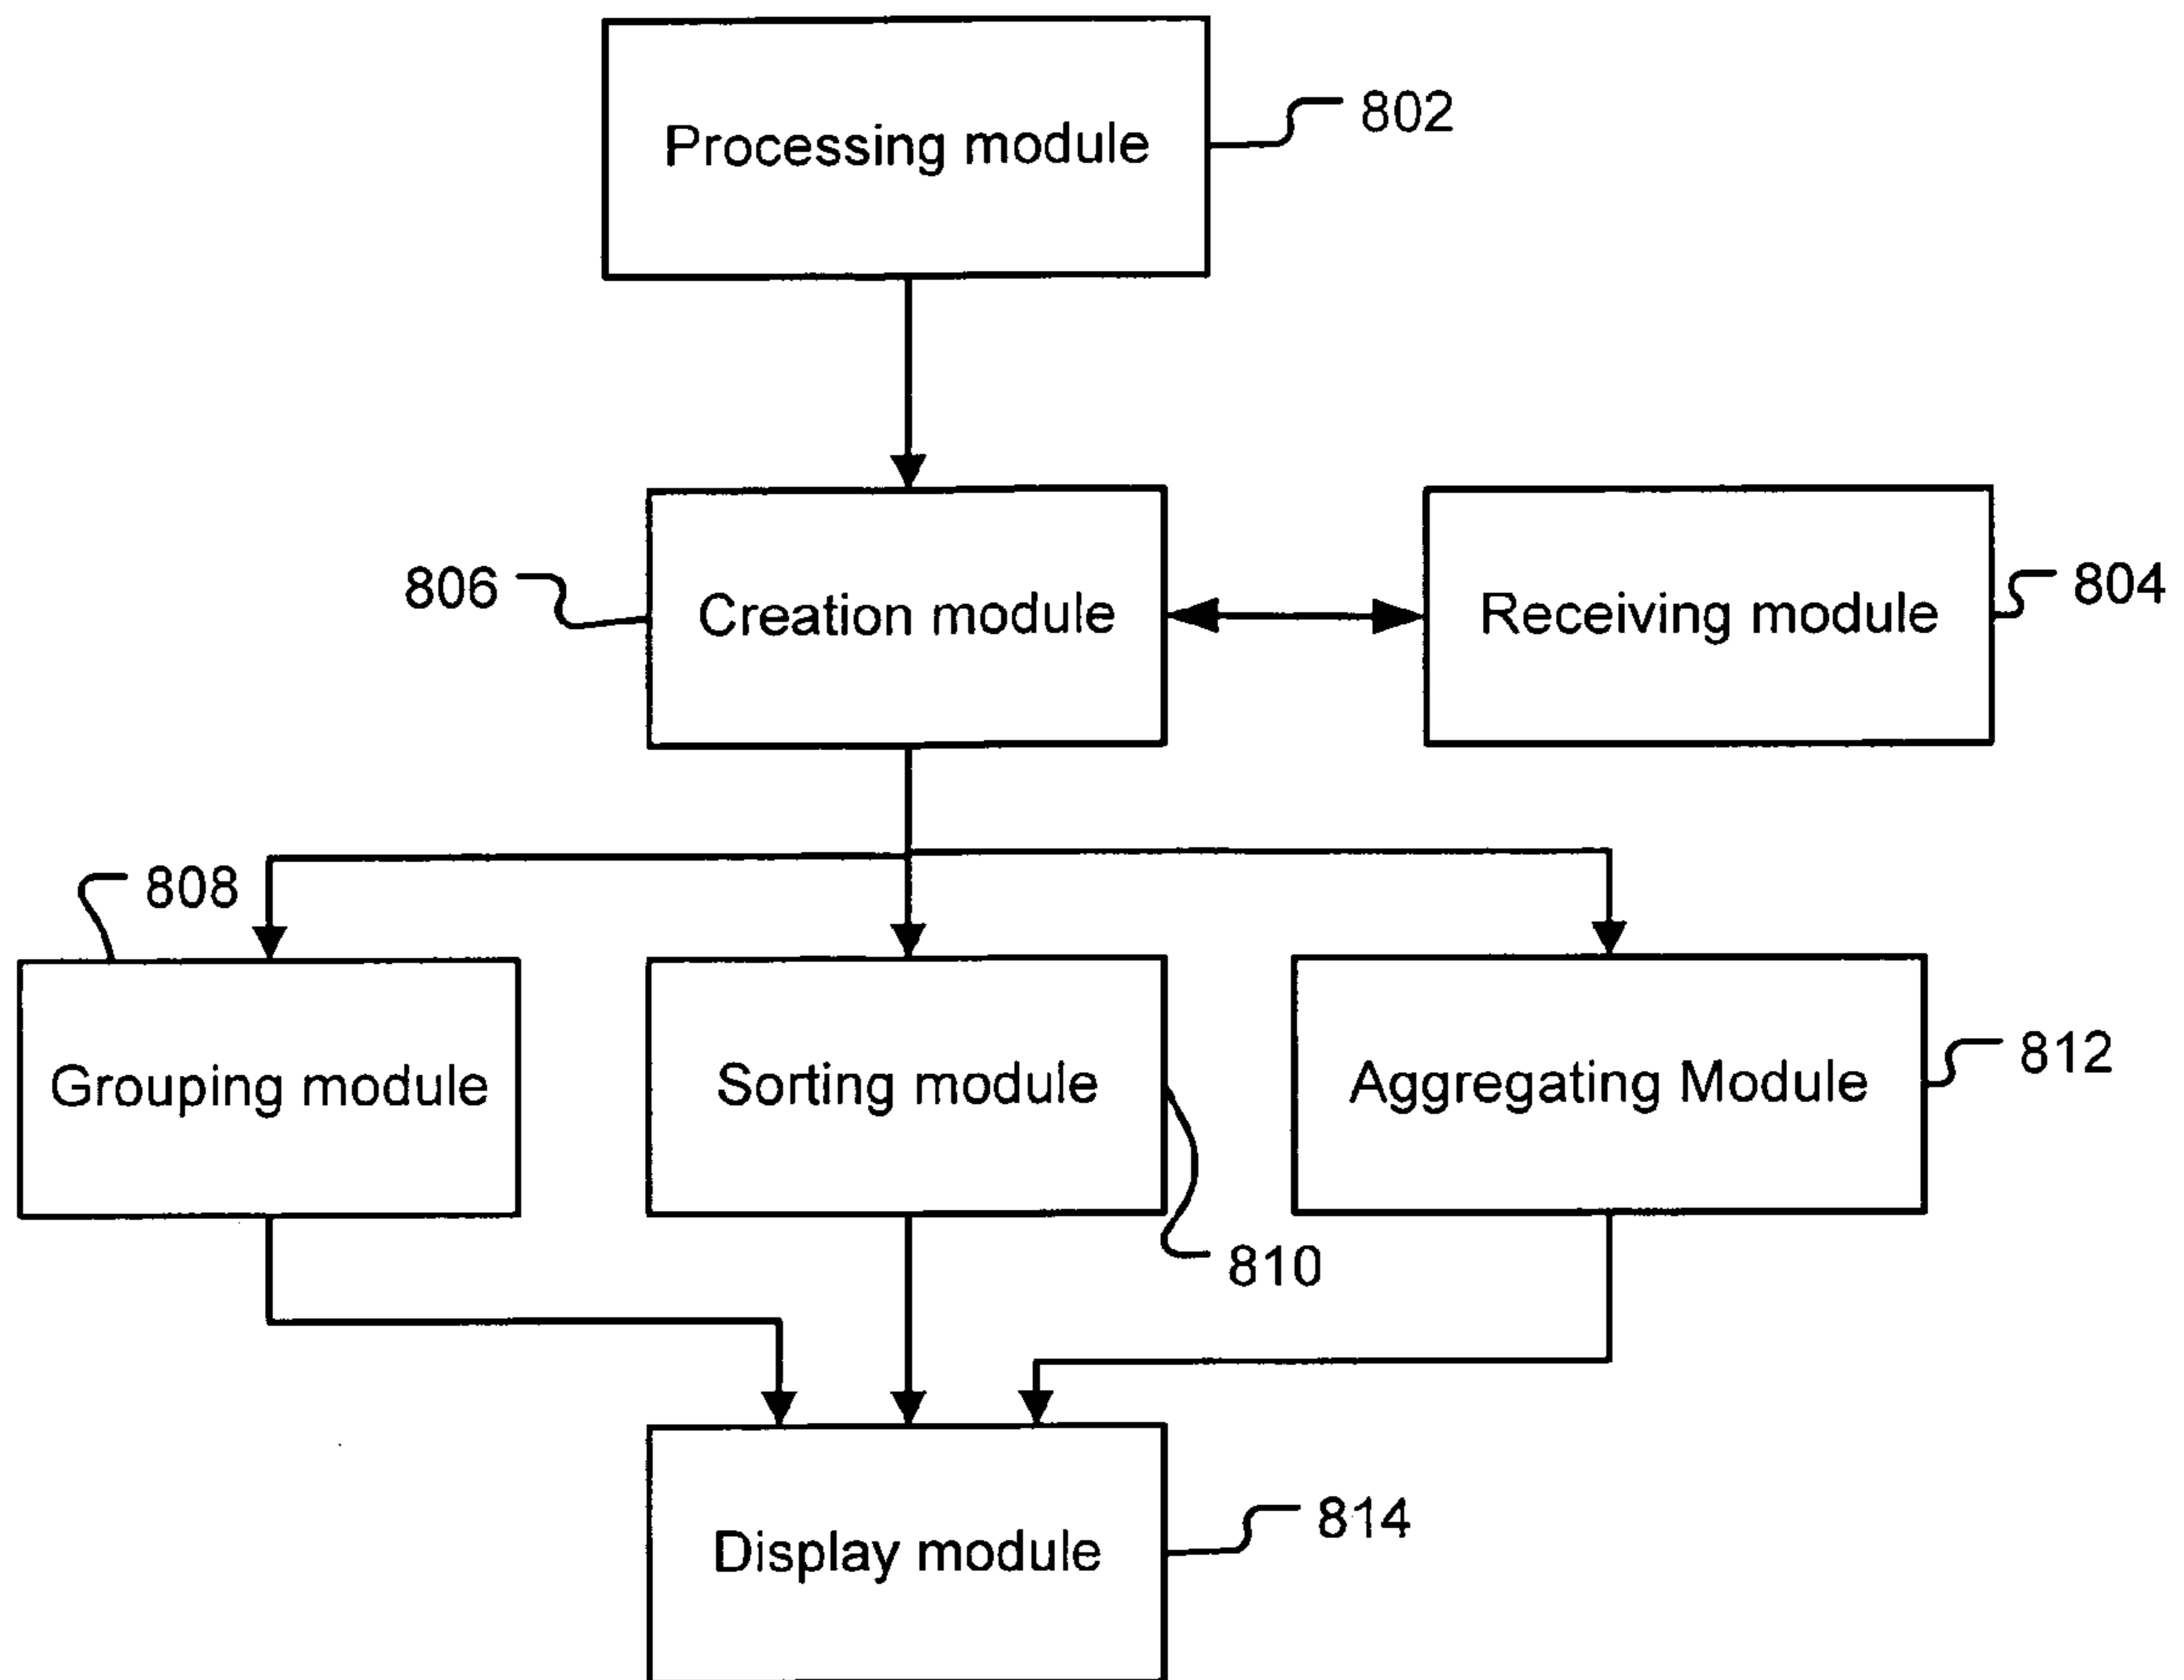 Processing module
802
806
Creation module
Receiving module
804
808
Grouping module
Sorting module
Aggregating Module
812
810
Display module
814